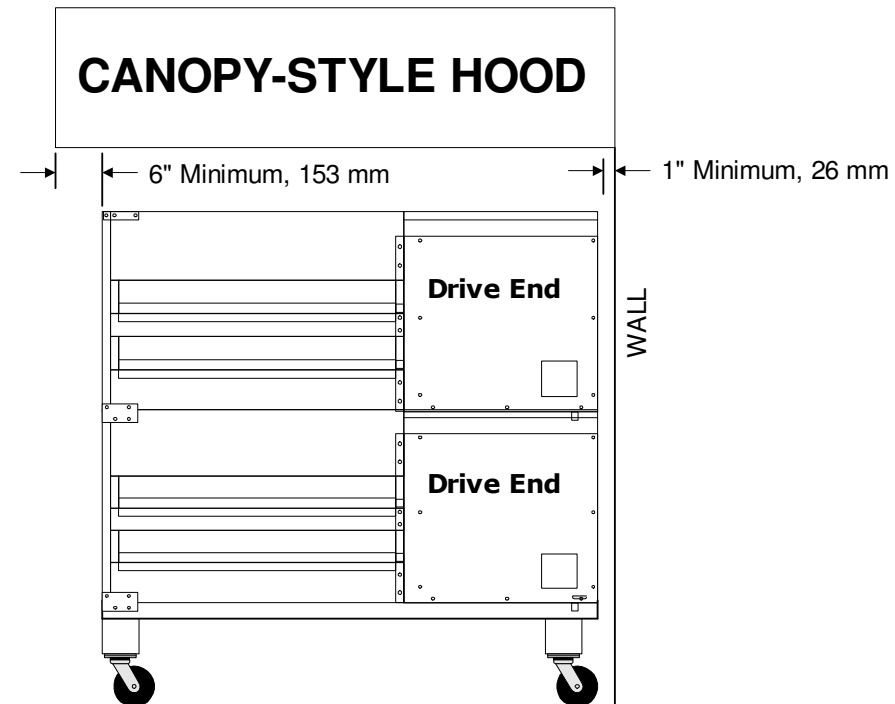 CANOPY-STYLE HOOD
6" Minimum, 153 mm
1" Minimum, 26 mm
Drive End
WALL
Drive End